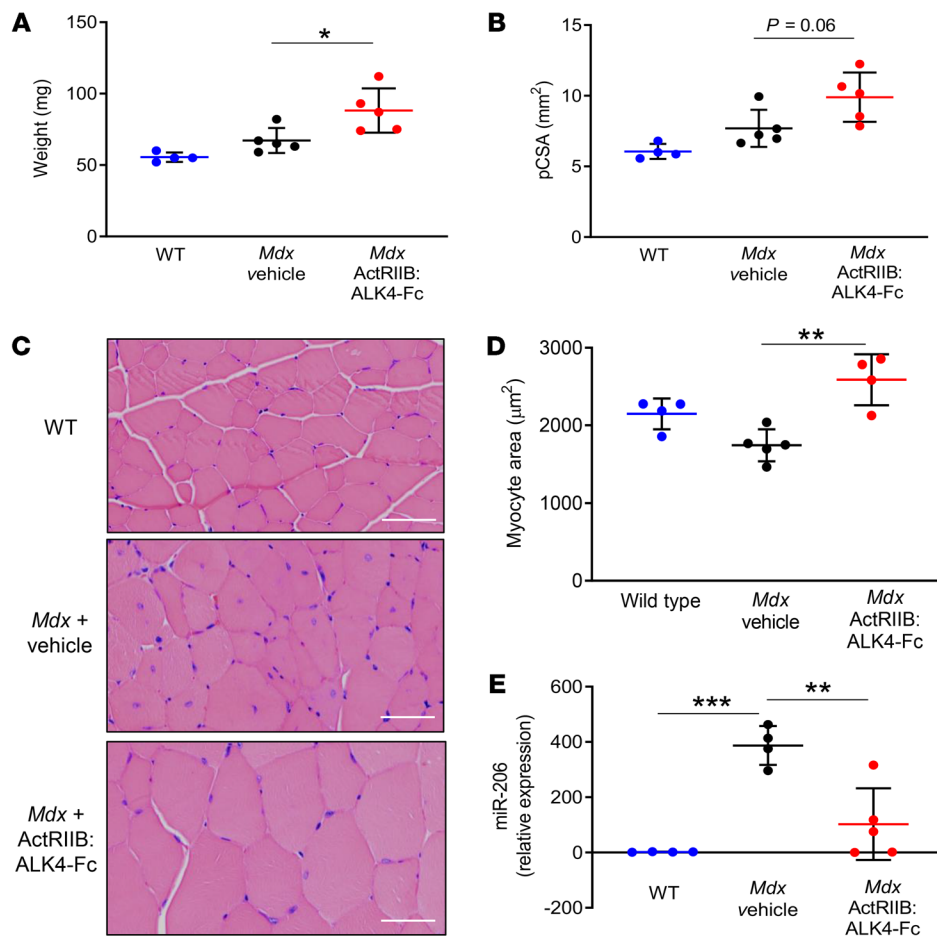 A
150
100
50
0
Weight (mg)
*
WT
Mdx
vehicle
Mdx
ActRIIB:
ALK4-Fc
B
15
10
5
0
pCSA (mm²)
P = 0.06
WT
Mdx
vehicle
Mdx
ActRIIB:
ALK4-Fc
C
WT
Mdx +
vehicle
Mdx +
ActRIIB:
ALK4-Fc
D
3000
2000
1000
0
Myocyte area (μm²)
**
Wild type
Mdx
vehicle
Mdx
ActRIIB:
ALK4-Fc
E
600
400
200
0
-200
miR-206
(relative expression)
***
**
WT
Mdx
vehicle
Mdx
ActRIIB:
ALK4-Fc